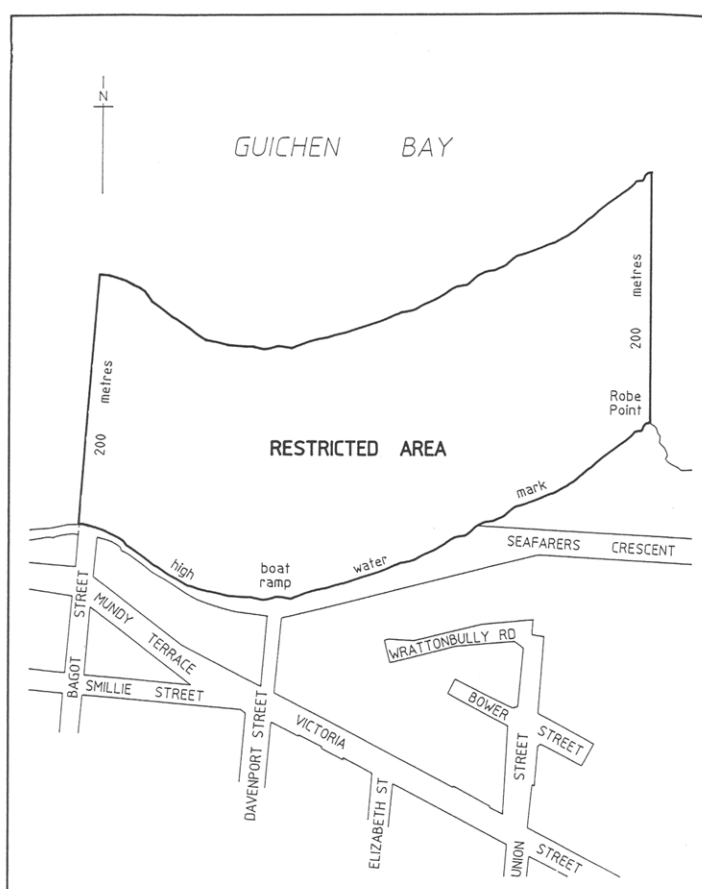 N
GUICHEN BAY
200 metres
200 metres
Robe
Point
RESTRICTED AREA
high water mark
boat
ramp
SEAFARERS CRESCENT
BAGOT STREET
MUNDY TERRACE
SMILLIE STREET
DAVENPORT STREET
VICTORIA STREET
ELIZABETH ST
WRATTONBULLY RD
BOWER STREET
UNION STREET